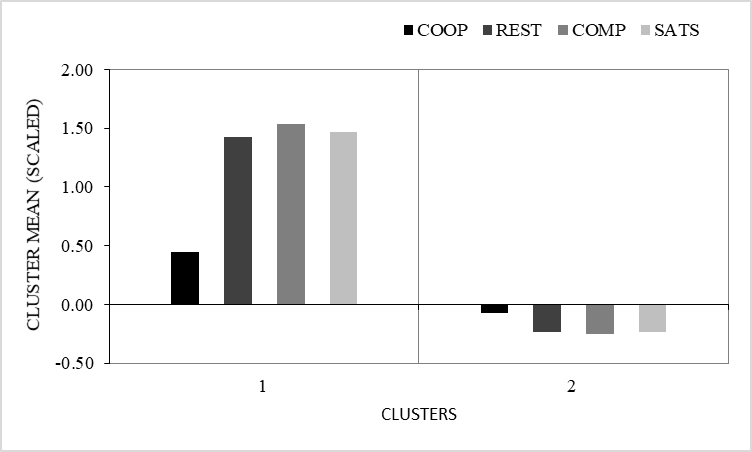 COOP REST COMP SATS
CLUSTER MEAN (SCALED)
2.00
1.50
1.00
0.50
0.00
-0.50
1 2
CLUSTERS